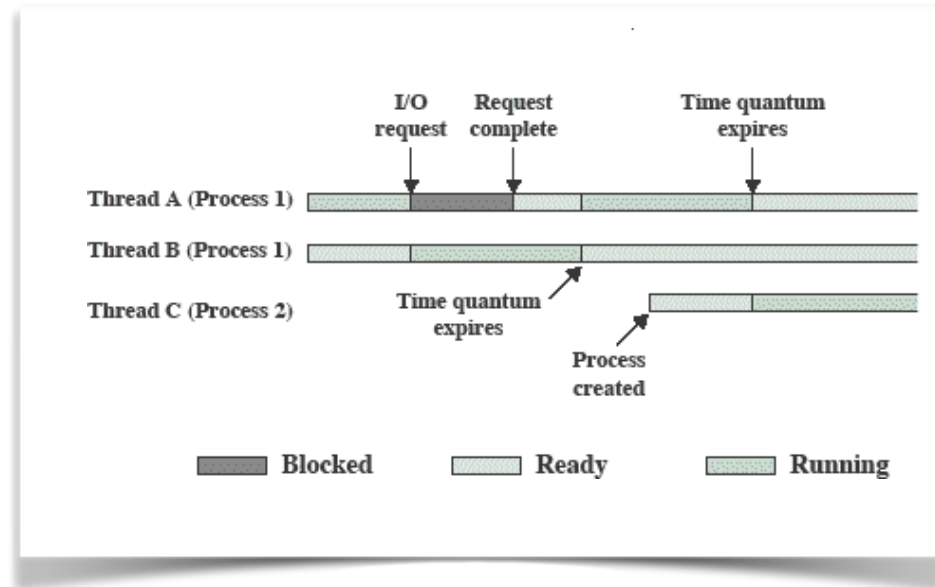 I/O
request
Request
complete
Time quantum
expires
Thread A (Process 1)
Thread B (Process 1)
Thread C (Process 2)
Time quantum
expires
Process
created
Blocked
Ready
Running